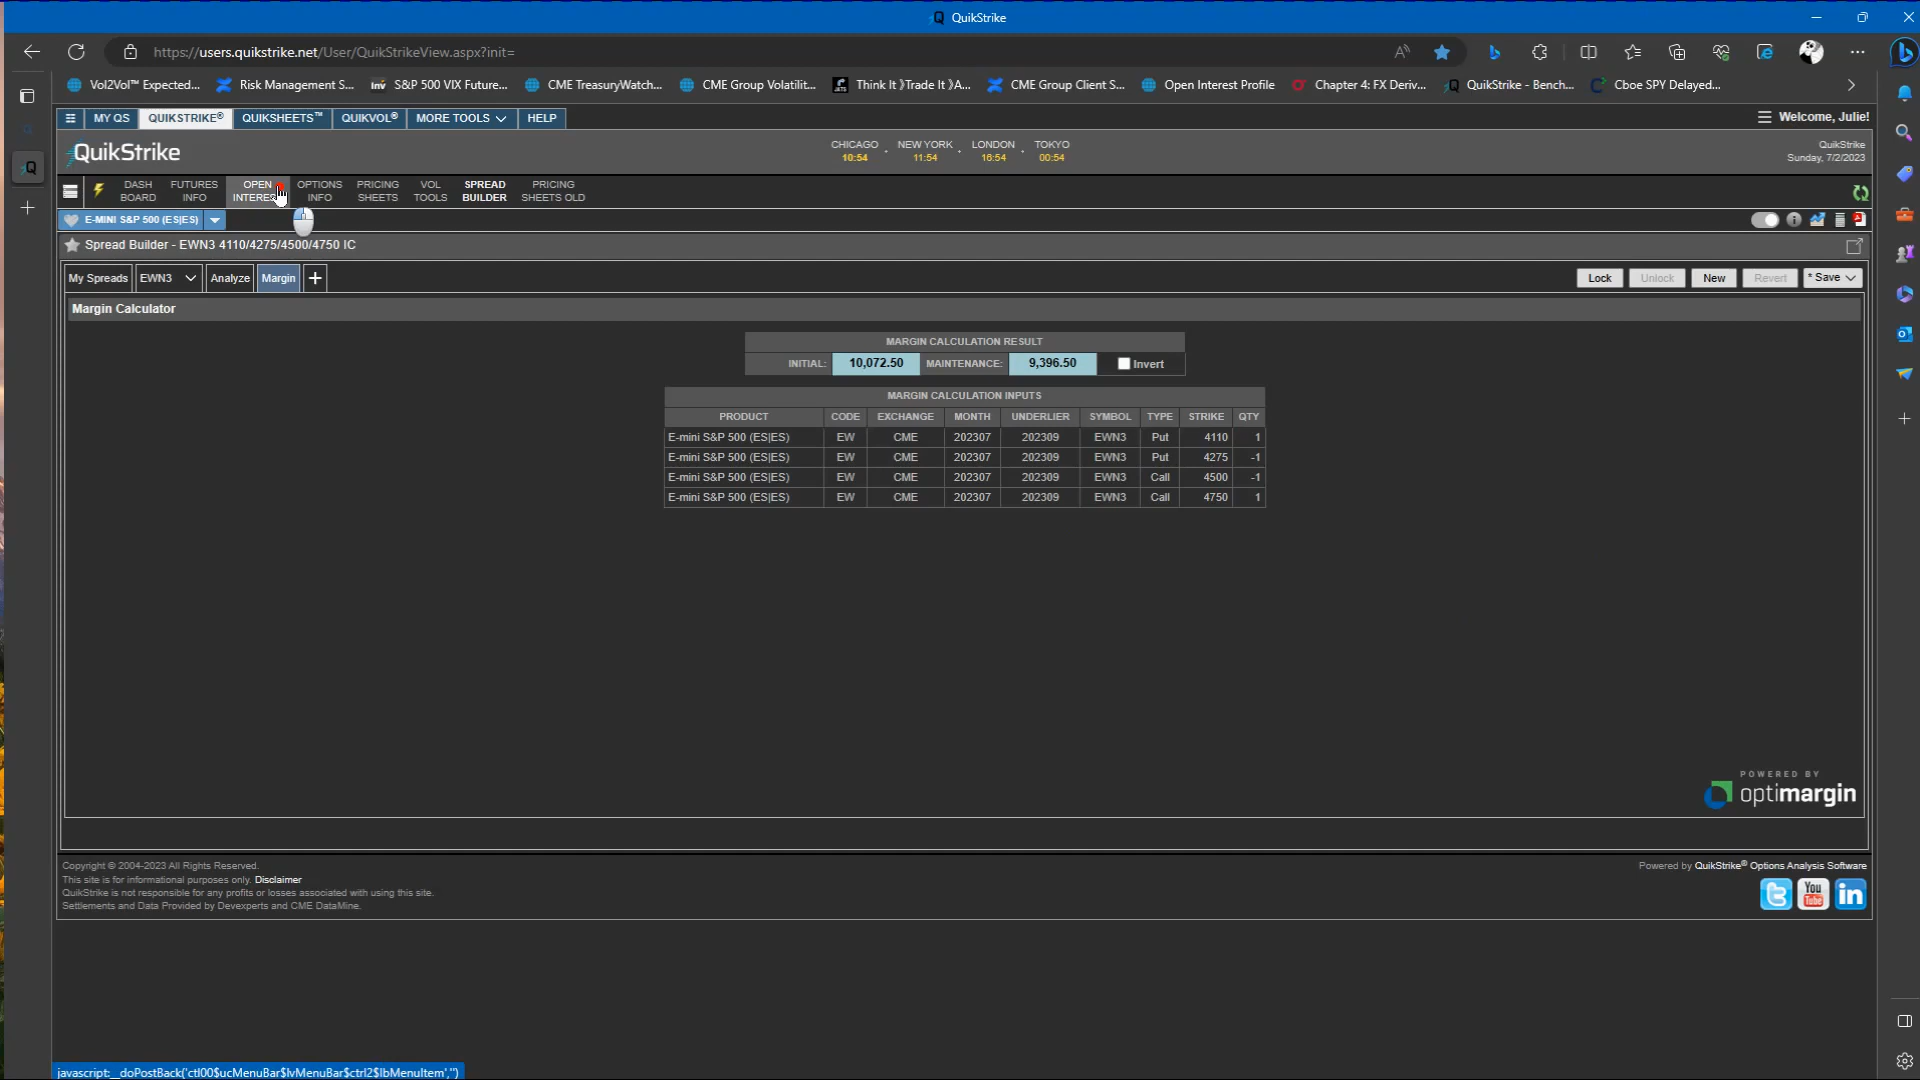 QuikStrike
https://users.quikstrike.net/User/QuikStrikeView.aspx?init=
Vol2Vol™ Expected... Risk Management S... S&P 500 VIX Future... CME TreasuryWatch... CME Group Volatilit... Think It》Trade It》A... CME Group Client S... Open Interest Profile Chapter 4: FX Deriv... QuikStrike - Bench... Cboe SPY Delayed...
MY QS QUIKSTRIKE® QUIKSHEETS™ QUIKVOL® MORE TOOLS HELP Welcome, Julie!
QuikStrike
CHICAGO NEW YORK LONDON TOKYO
10:54 11:54 16:54 00:54
QuikStrike
Sunday, 7/2/2023
DASH BOARD FUTURES INFO OPEN INTERES OPTIONS INFO PRICING SHEETS VOL TOOLS SPREAD BUILDER PRICING SHEETS OLD
E-MINI S&P 500 (ES|ES)
Spread Builder - EWN3 4110/4275/4500/4750 IC
My Spreads EWN3 Analyze Margin + Lock Unlock New Revert * Save
Margin Calculator
MARGIN CALCULATION RESULT
INITIAL: 10,072.50 MAINTENANCE: 9,396.50 Invert
MARGIN CALCULATION INPUTS
PRODUCT CODE EXCHANGE MONTH UNDERLIER SYMBOL TYPE STRIKE QTY
E-mini S&P 500 (ES|ES) EW CME 202307 202309 EWN3 Put 4110 1
E-mini S&P 500 (ES|ES) EW CME 202307 202309 EWN3 Put 4275 -1
E-mini S&P 500 (ES|ES) EW CME 202307 202309 EWN3 Call 4500 -1
E-mini S&P 500 (ES|ES) EW CME 202307 202309 EWN3 Call 4750 1
POWERED BY
optimargin
Copyright © 2004-2023 All Rights Reserved.
This site is for informational purposes only. Disclaimer
QuikStrike is not responsible for any profits or losses associated with using this site.
Settlements and Data Provided by Devexperts and CME DataMine.
Powered by QuikStrike® Options Analysis Software
You Tube in
javascript:__doPostBack('ctl00$ucMenuBar$lvMenuBar$ctrl2$lbMenuItem','')